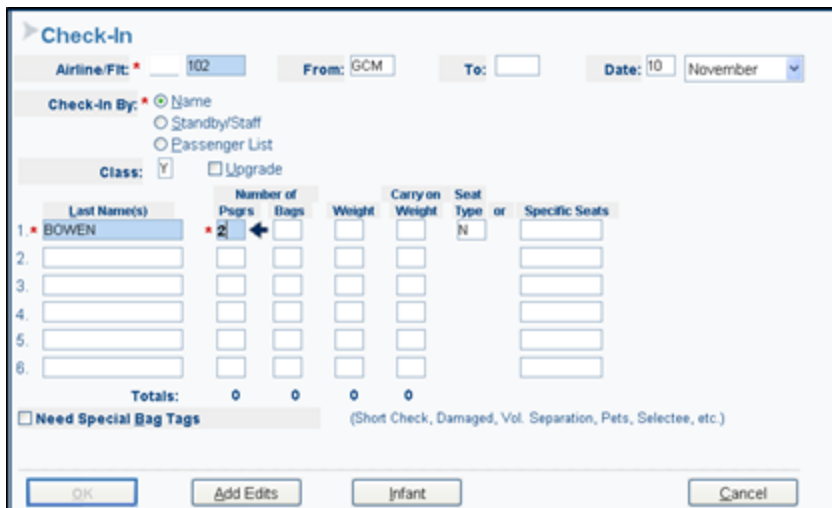 Check-In
Airline/Flt: * 102 From: GCM To: Date: 10 November
Check-In By: * Name
Standby/Staff
Passenger List
Class: Y Upgrade
Number of Carry on Seat
Last Name(s) Psgrs Bags Weight Weight Type or Specific Seats
1.* BOWEN * 2 N
2.
3.
4.
5.
6.
Totals: 0 0 0 0
Need Special Bag Tags (Short Check, Damaged, Vol. Separation, Pets, Selectee, etc.)
OK Add Edits Infant Cancel